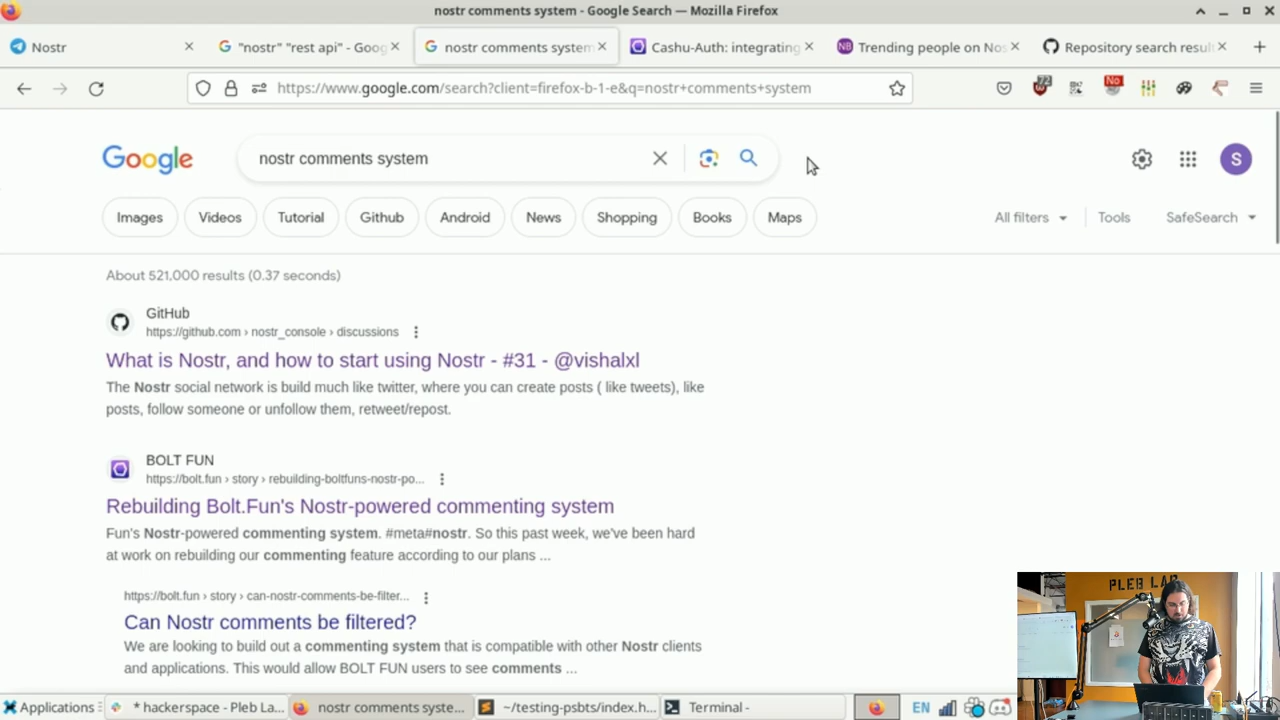 nostr comments system - Google Search — Mozilla Firefox
Nostr
"nostr" "rest api" - Goog
nostr comments system
Cashu-Auth: integrating
Trending people on Nos
Repository search resul
https://www.google.com/search?client=firefox-b-1-e&q=nostr+comments+system
72
No
Google
nostr comments system
S
Images
Videos
Tutorial
Github
Android
News
Shopping
Books
Maps
All filters
Tools
SafeSearch
About 521,000 results (0.37 seconds)
GitHub
https://github.com › nostr_console › discussions
What is Nostr, and how to start using Nostr - #31 - @vishalxl
The Nostr social network is build much like twitter, where you can create posts ( like tweets), like
posts, follow someone or unfollow them, retweet/repost.
BOLT FUN
https://bolt.fun › story › rebuilding-boltfuns-nostr-po...
Rebuilding Bolt.Fun's Nostr-powered commenting system
Fun's Nostr-powered commenting system. #meta#nostr. So this past week, we've been hard
at work on rebuilding our commenting feature according to our plans ...
https://bolt.fun › story › can-nostr-comments-be-filter...
Can Nostr comments be filtered?
We are looking to build out a commenting system that is compatible with other Nostr clients
and applications. This would allow BOLT FUN users to see comments ...
PLEB LAB
Applications
* hackerspace - Pleb La...
nostr comments syste...
~/testing-psbts/index.h...
Terminal -
EN